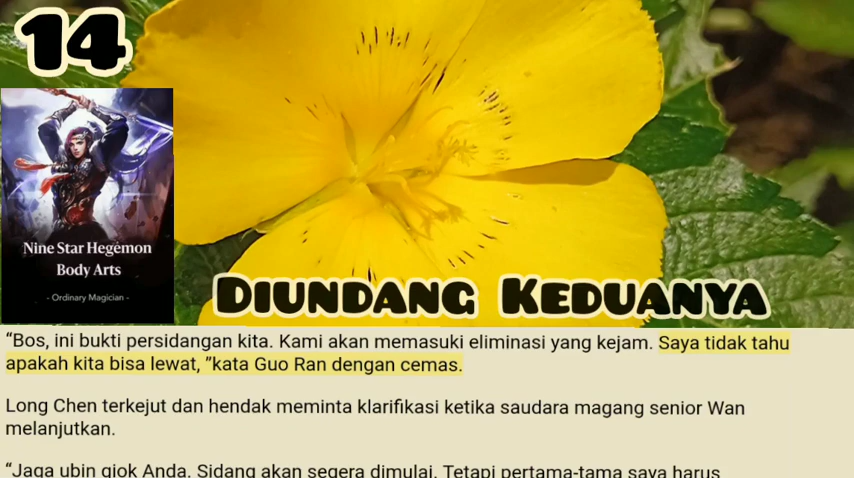 14
Nine Star Hegemon
Body Arts
- Ordinary Magician -
Diundang Keduanya
“Bos, ini bukti persidangan kita. Kami akan memasuki eliminasi yang kejam. Saya tidak tahu
apakah kita bisa lewat, ”kata Guo Ran dengan cemas.
Long Chen terkejut dan hendak meminta klarifikasi ketika saudara magang senior Wan
melanjutkan.
“Jaga ubin giok Anda. Sidang akan segera dimulai. Tetapi pertama-tama saya harus